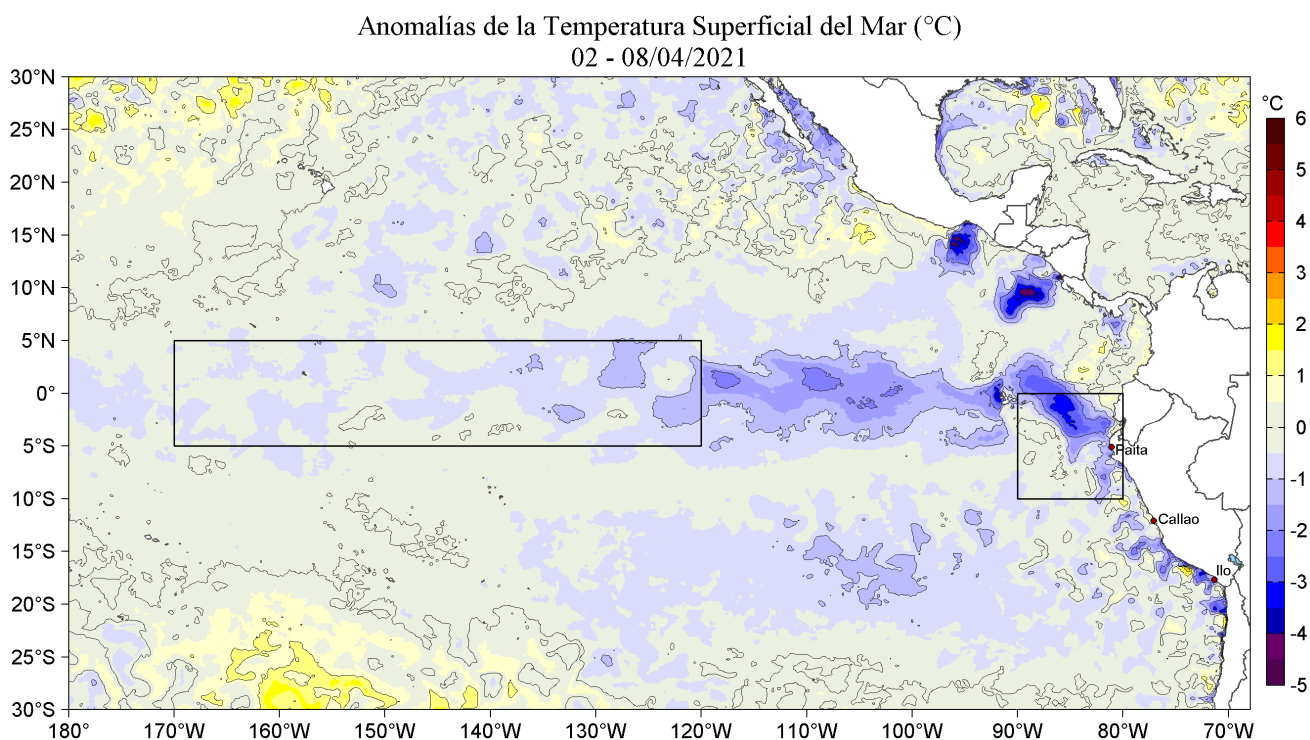 Anomalías de la Temperatura Superficial del Mar (°C)
02 - 08/04/2021
30°N
25°N
20°N
15°N
10°N
5°N
0°
5°S
10°S
15°S
20°S
25°S
30°S
180°
170°W
160°W
150°W
140°W
130°W
120°W
110°W
100°W
90°W
80°W
70°W
Paita
Callao
Ilo
°C
6
5
4
3
2
1
0
-1
-2
-3
-4
-5